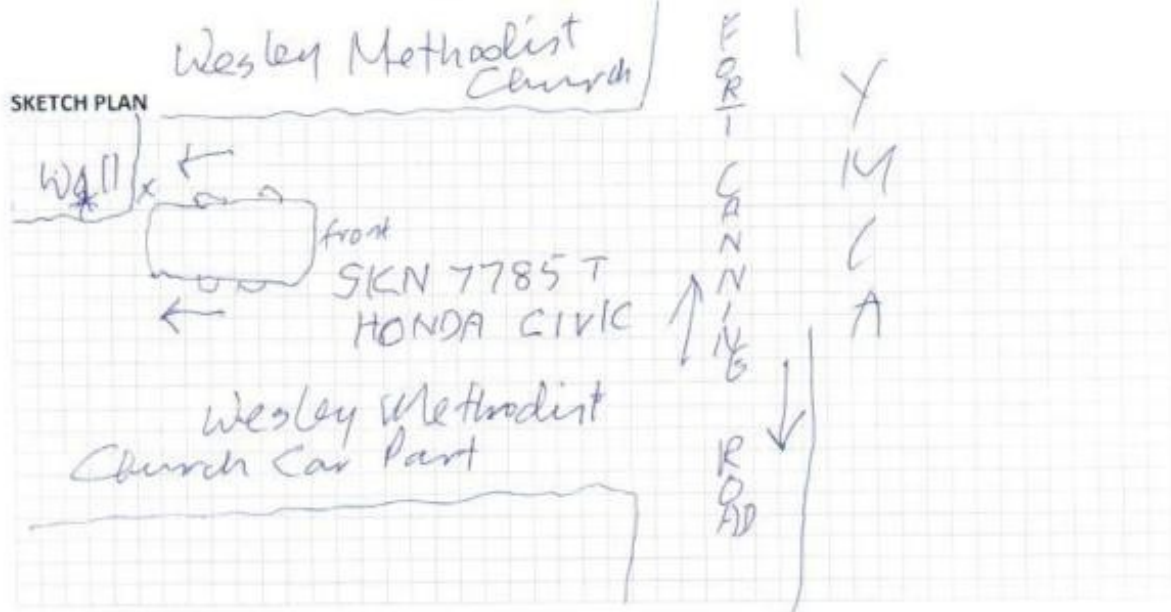 Wesley Methodist
Church
SKETCH PLAN
Wall
x
front
SKN 7785 T
HONDA CIVIC
Wesley Methodist
Church Car Part
FORT CANNING ROAD
YMCA